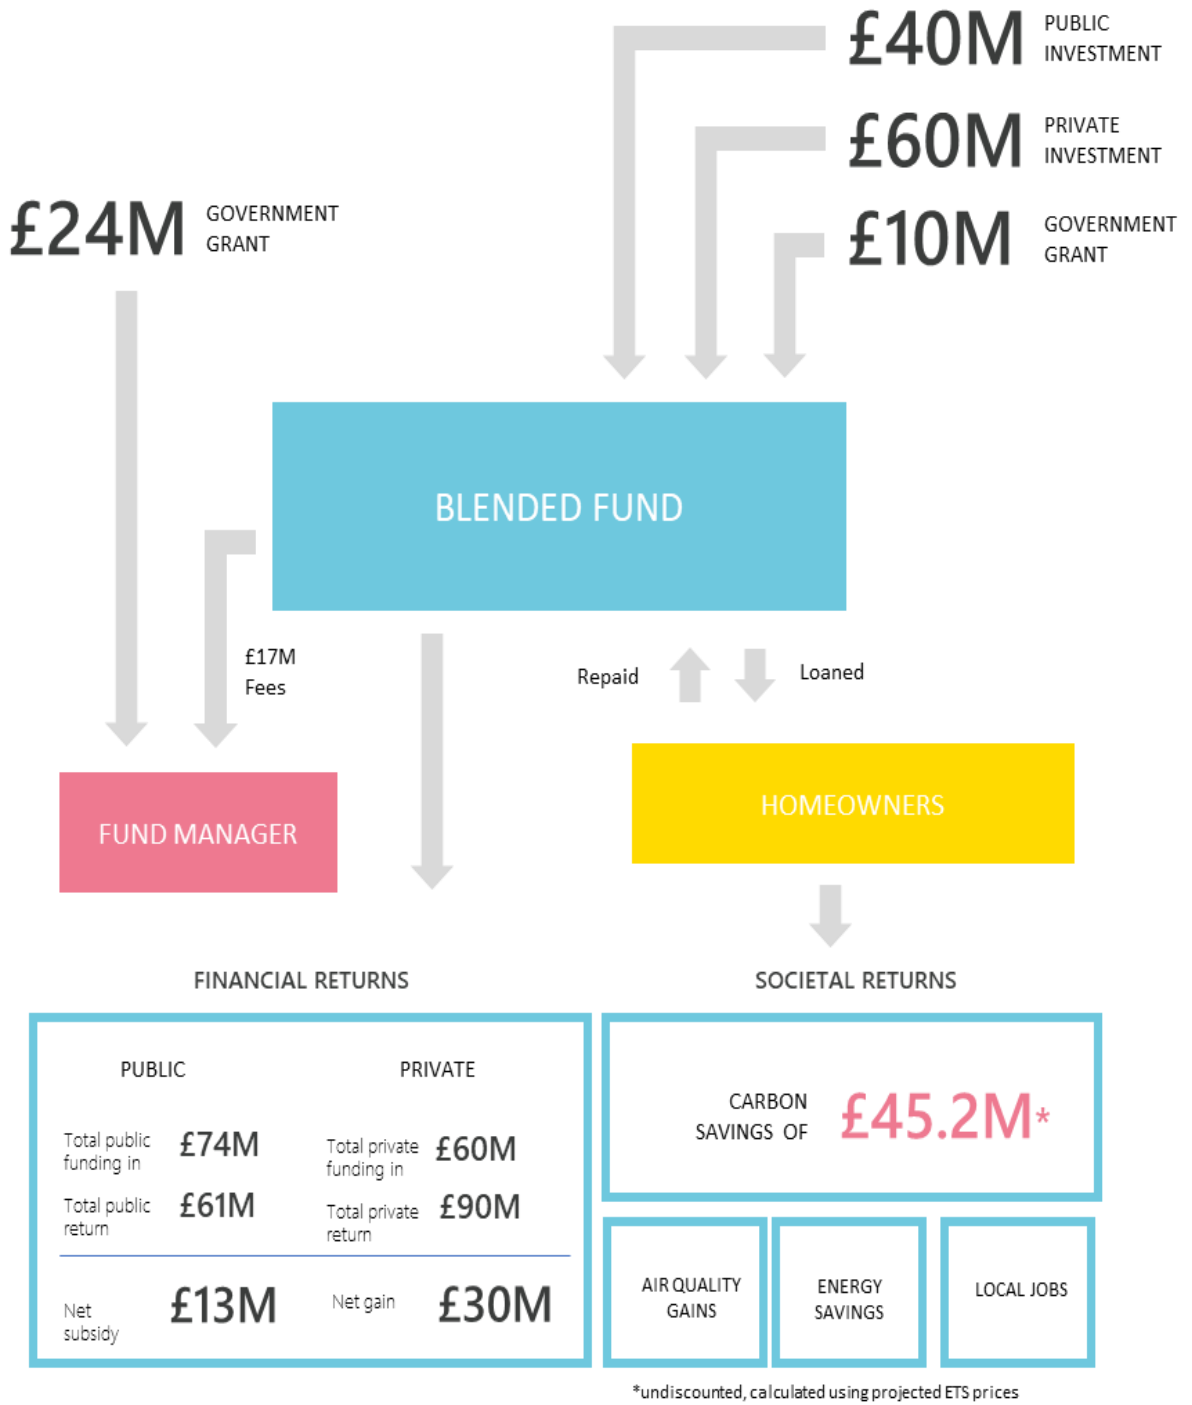 £40M
PUBLIC
INVESTMENT
£60M
PRIVATE
INVESTMENT
£24M
GOVERNMENT
GRANT
£10M
GOVERNMENT
GRANT
BLENDED FUND
£17M
Fees
Repaid
Loaned
FUND MANAGER
HOMEOWNERS
FINANCIAL RETURNS
PUBLIC
PRIVATE
Total public
funding in
£74M
Total private
funding in
£60M
Total public
return
£61M
Total private
return
£90M
Net
subsidy
£13M
Net gain
£30M
SOCIETAL RETURNS
CARBON
SAVINGS OF
£45.2M*
AIR QUALITY
GAINS
ENERGY
SAVINGS
LOCAL JOBS
*undiscounted, calculated using projected ETS prices